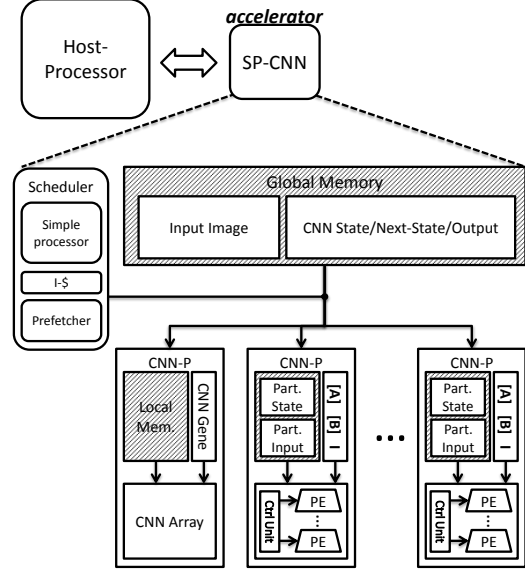 accelerator
Host-
Processor
SP-CNN
Scheduler
Simple
processor
I-$
Prefetcher
Global Memory
Input Image
CNN State/Next-State/Output
CNN-P
Local
Mem.
CNN Gene
CNN Array
CNN-P
Part.
State
Part.
Input
[A] [B] I
Ctrl Unit
PE
...
PE
...
CNN-P
Part.
State
Part.
Input
[A] [B] I
Ctrl Unit
PE
...
PE